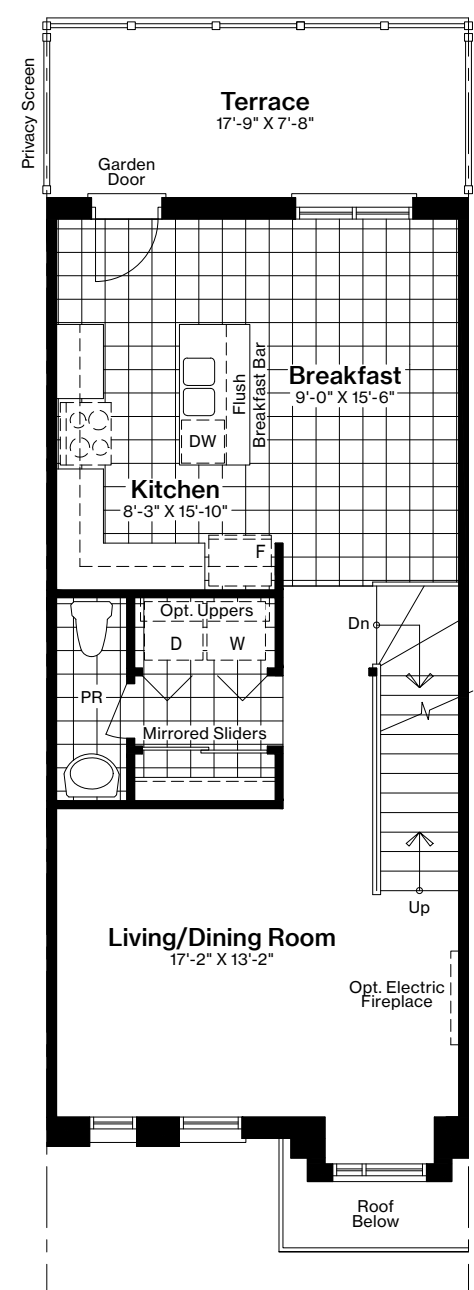 Terrace
17'-9" X 7'-8"
Privacy Screen
Garden
Door
Breakfast
9'-0" X 15'-6"
Flush
Breakfast Bar
DW
Kitchen
8'-3" X 15'-10"
F
Opt. Uppers
D
W
Dn
PR
Mirrored Sliders
Up
Living/Dining Room
17'-2" X 13'-2"
Opt. Electric
Fireplace
Roof
Below